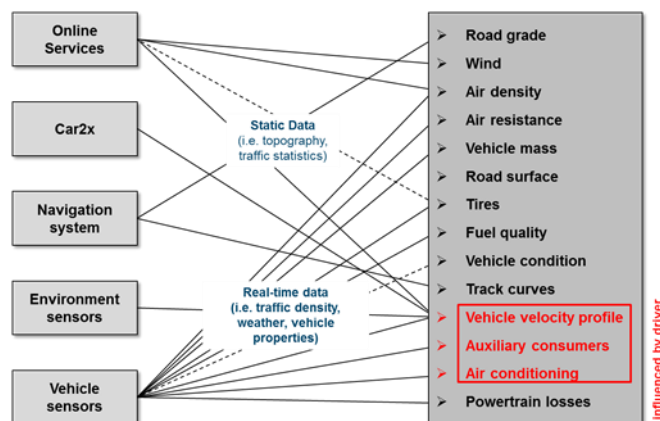 Online
Services
Car2x
Navigation
system
Environment
sensors
Vehicle
sensors
Static Data
(i.e. topography,
traffic statistics)
Real-time data
(i.e. traffic density,
weather, vehicle
properties)
Road grade
Wind
Air density
Air resistance
Vehicle mass
Road surface
Tires
Fuel quality
Vehicle condition
Track curves
Vehicle velocity profile
Auxiliary consumers
Air conditioning
Powertrain losses
influenced by driver